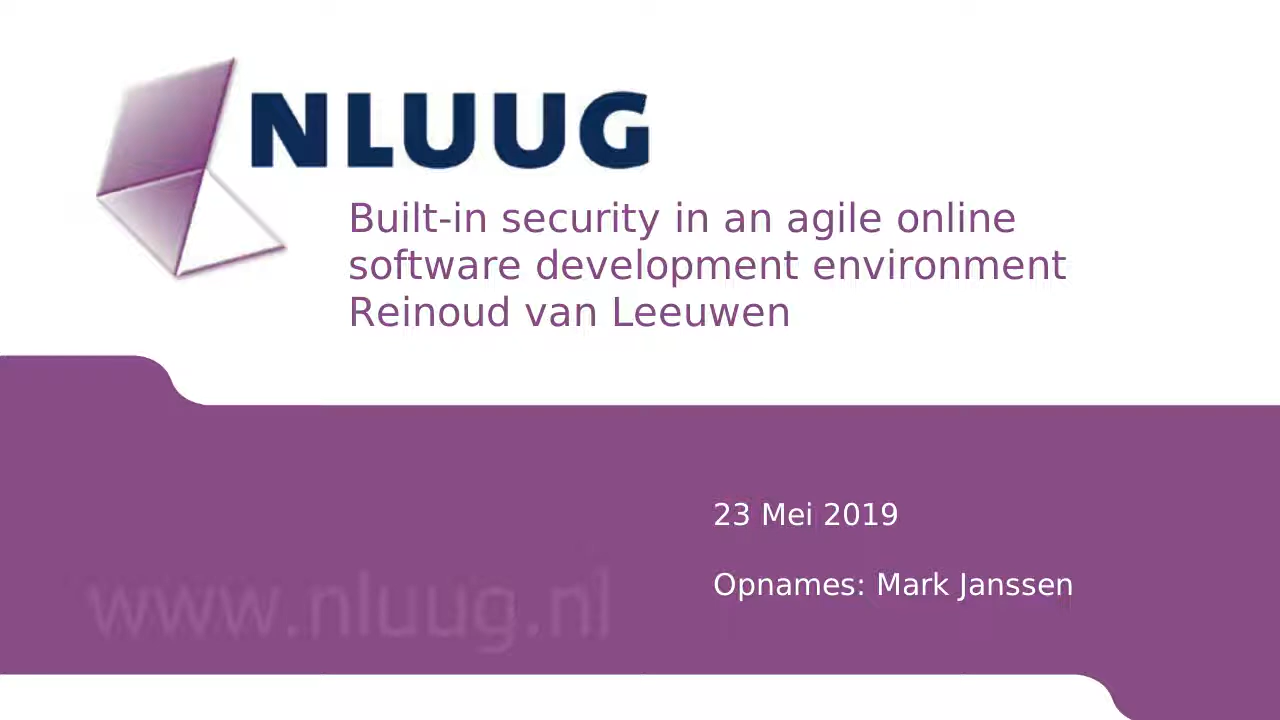 NLUUG
Built-in security in an agile online
software development environment
Reinoud van Leeuwen
23 Mei 2019
Opnames: Mark Janssen
www.nluug.nl